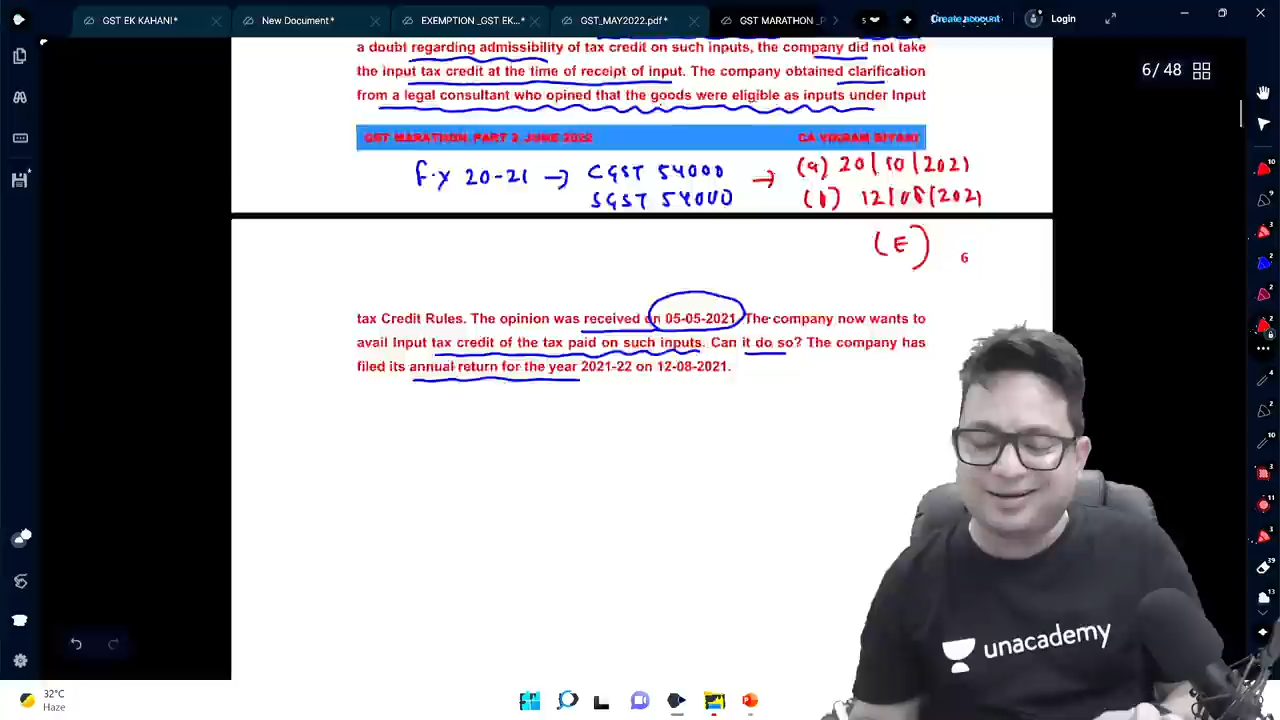 GST EK KAHANI* New Document* EXEMPTION _GST EK...* GST_MAY2022.pdf* GST MARATHON _P 5 Create account Login
a doubt regarding admissibility of tax credit on such inputs, the company did not take
the input tax credit at the time of receipt of input. The company obtained clarification
from a legal consultant who opined that the goods were eligible as inputs under Input
6/ 48
GST MARATHON PART 2 JUNE 2022 CA VIKRAM BIYANI
F.Y 20-21 → CGST 54000 → (a) 20/10/2021
SGST 54000 (b) 12/08/2021
(E) 6
tax Credit Rules. The opinion was received on 05-05-2021. The company now wants to
avail Input tax credit of the tax paid on such inputs. Can it do so? The company has
filed its annual return for the year 2021-22 on 12-08-2021.
unacademy
32°C
Haze